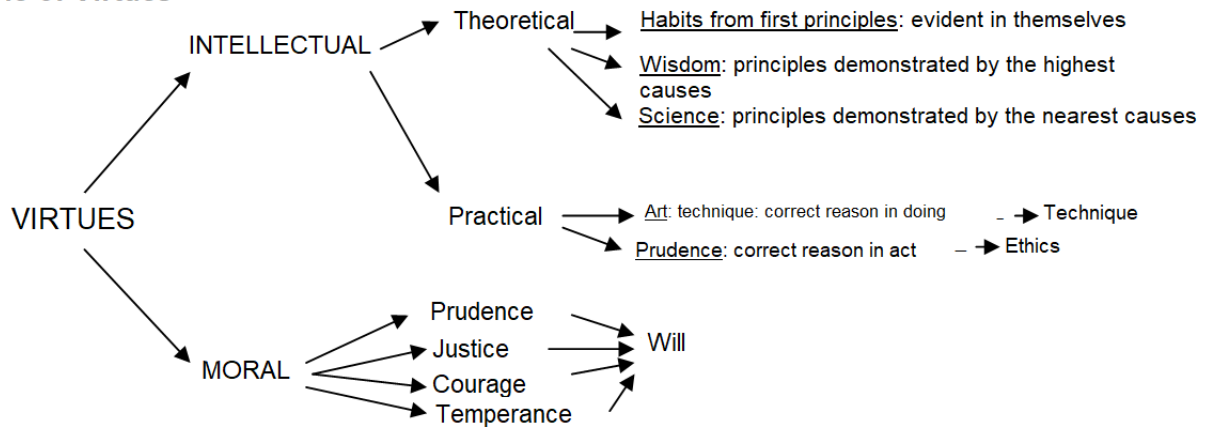 Theoretical
Habits from first principles: evident in themselves
INTELLECTUAL
Wisdom: principles demonstrated by the highest
causes
Science: principles demonstrated by the nearest causes
VIRTUES
Practical
Art: technique: correct reason in doing
Technique
Prudence: correct reason in act
Ethics
Prudence
Justice
Will
MORAL
Courage
Temperance